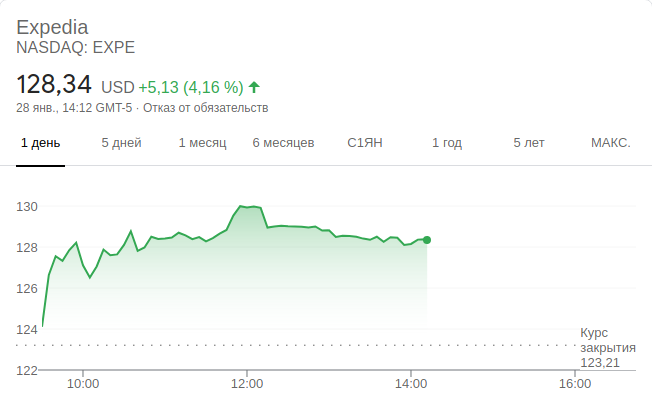 Expedia
NASDAQ: EXPE
128,34 USD +5,13 (4,16 %)
28 янв., 14:12 GMT-5 · Отказ от обязательств
1 день 5 дней 1 месяц 6 месяцев С1ЯН 1 год 5 лет МАКС.
130
128
126
124
122
Курс
закрытия
123,21
10:00 12:00 14:00 16:00